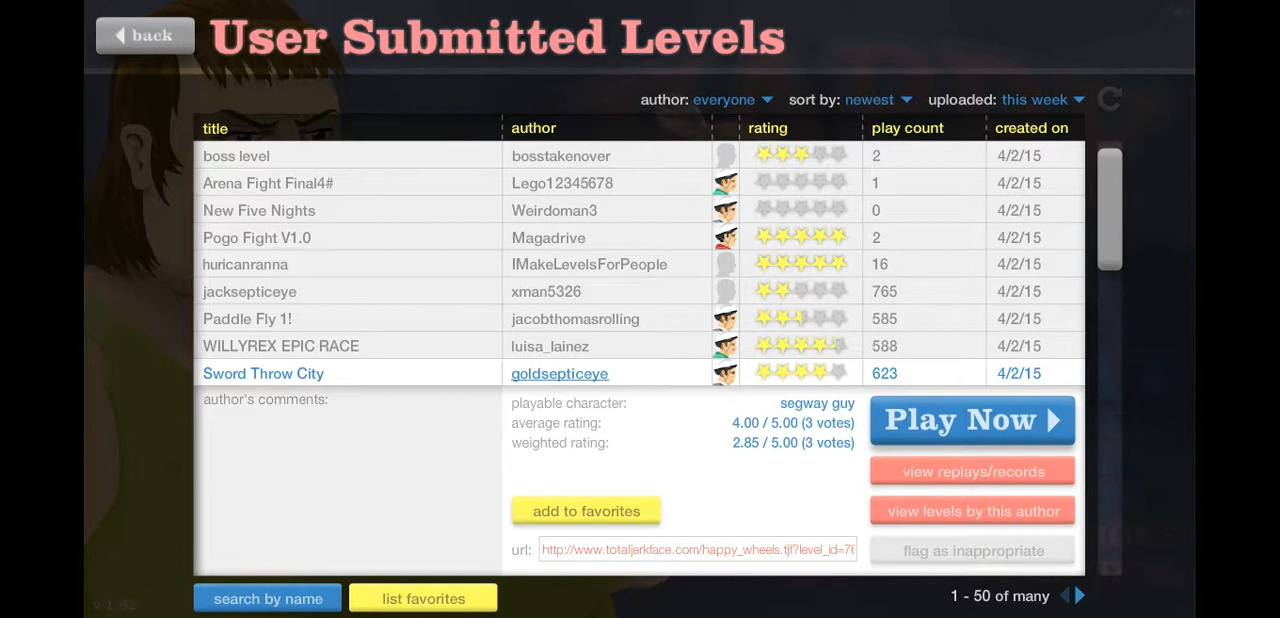 back
User Submitted Levels
author: everyone sort by: newest uploaded: this week
title author rating play count created on
boss level bosstakenover 2 4/2/15
Arena Fight Final4# Lego12345678 1 4/2/15
New Five Nights Weirdoman3 0 4/2/15
Pogo Fight V1.0 Magadrive 2 4/2/15
huricanranna IMakeLevelsForPeople 16 4/2/15
jacksepticeye xman5326 765 4/2/15
Paddle Fly 1! jacobthomasrolling 585 4/2/15
WILLYREX EPIC RACE luisa_lainez 588 4/2/15
Sword Throw City goldsepticeye 623 4/2/15
author's comments:
playable character: segway guy
average rating: 4.00 / 5.00 (3 votes)
weighted rating: 2.85 / 5.00 (3 votes)
Play Now
view replays/records
add to favorites
view levels by this author
url: http://www.totaljerkface.com/happy_wheels.tjf?level_id=76
flag as inappropriate
search by name
list favorites
1 - 50 of many